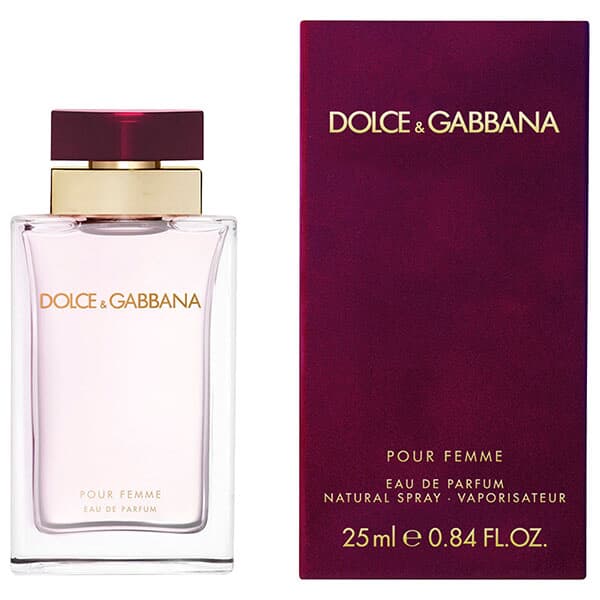 DOLCE & GABBANA
POUR FEMME
EAU DE PARFUM
DOLCE & GABBANA
POUR FEMME
EAU DE PARFUM
NATURAL SPRAY · VAPORISATEUR
25ml ℮ 0.84 FL.OZ.